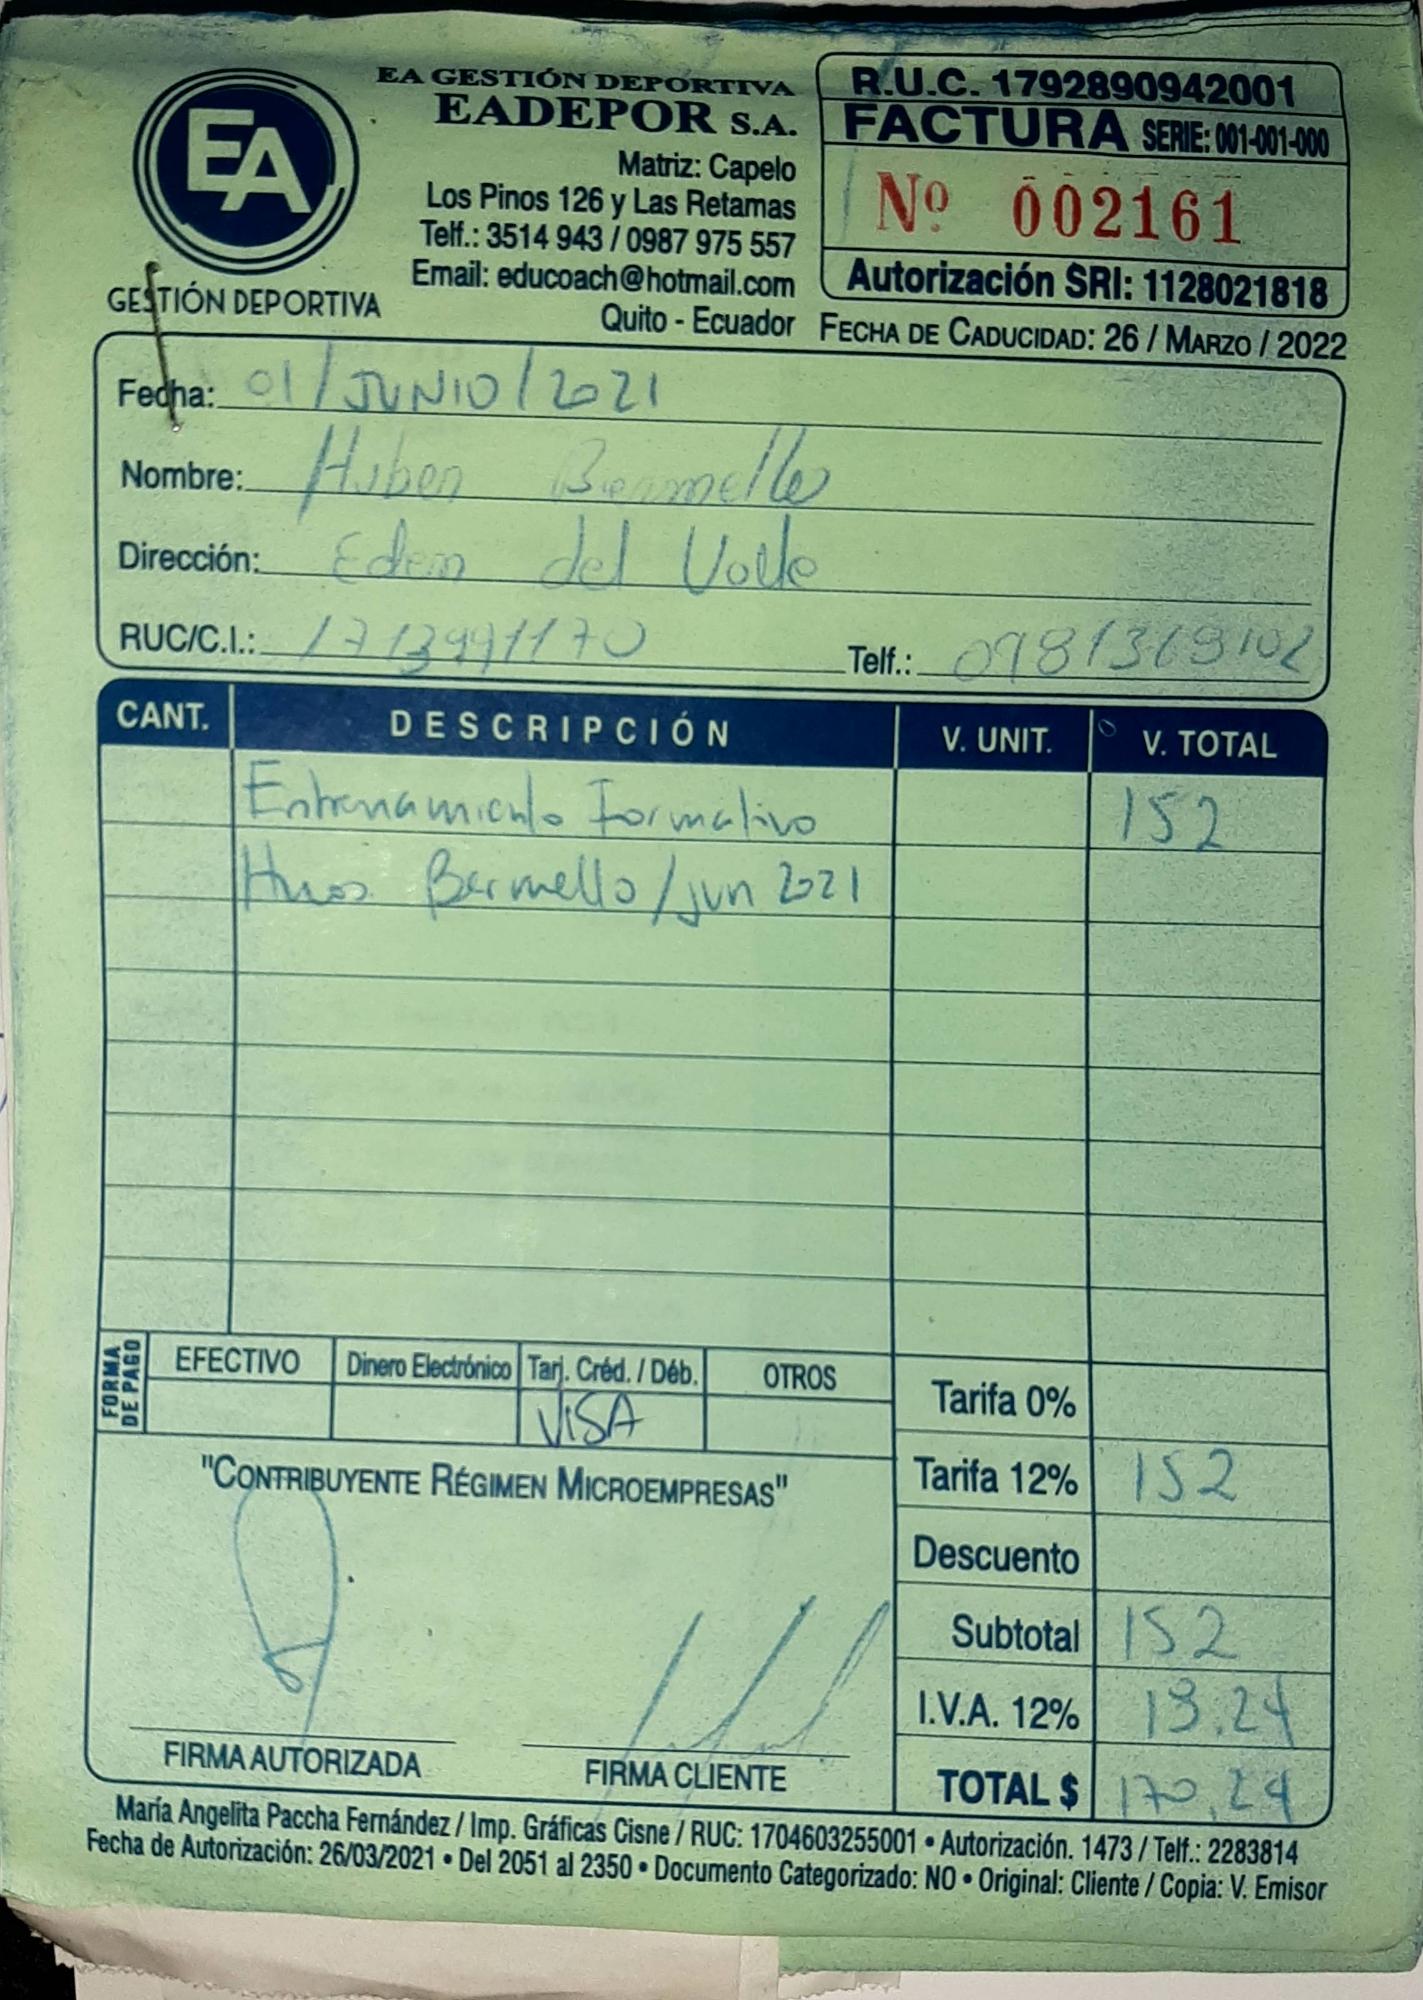 EA
GESTIÓN DEPORTIVA
EA GESTIÓN DEPORTIVA
EADEPOR S.A.
Matriz: Capelo
Los Pinos 126 y Las Retamas
Telf.: 3514 943 / 0987 975 557
Email: educoach@hotmail.com
Quito - Ecuador
R.U.C. 1792890942001
FACTURA SERIE: 001-001-000
Nº 002161
Autorización SRI: 1128021818
FECHA DE CADUCIDAD: 26 / MARZO / 2022
Fecha: 01/JUNIO/2021
Nombre: Bermello
Dirección: Eden del Valle
RUC/C.I.: 1713991170 Telf.:
CANT. DESCRIPCIÓN V. UNIT. V. TOTAL
Entrenamiento Formativo 152
Hnos. Bermello/jun 2021
FORMA DE PAGO
EFECTIVO Dinero Electrónico Tarj. Créd. / Déb. OTROS
VISA
Tarifa 0%
"CONTRIBUYENTE RÉGIMEN MICROEMPRESAS"
Tarifa 12% 152
Descuento
Subtotal 152
I.V.A. 12% 19.24
TOTAL $ 170,24
FIRMA AUTORIZADA FIRMA CLIENTE
María Angelita Paccha Fernández / Imp. Gráficas Cisne / RUC: 1704603255001 • Autorización. 1473 / Telf.: 2283814
Fecha de Autorización: 26/03/2021 • Del 2051 al 2350 • Documento Categorizado: NO • Original: Cliente / Copia: V. Emisor